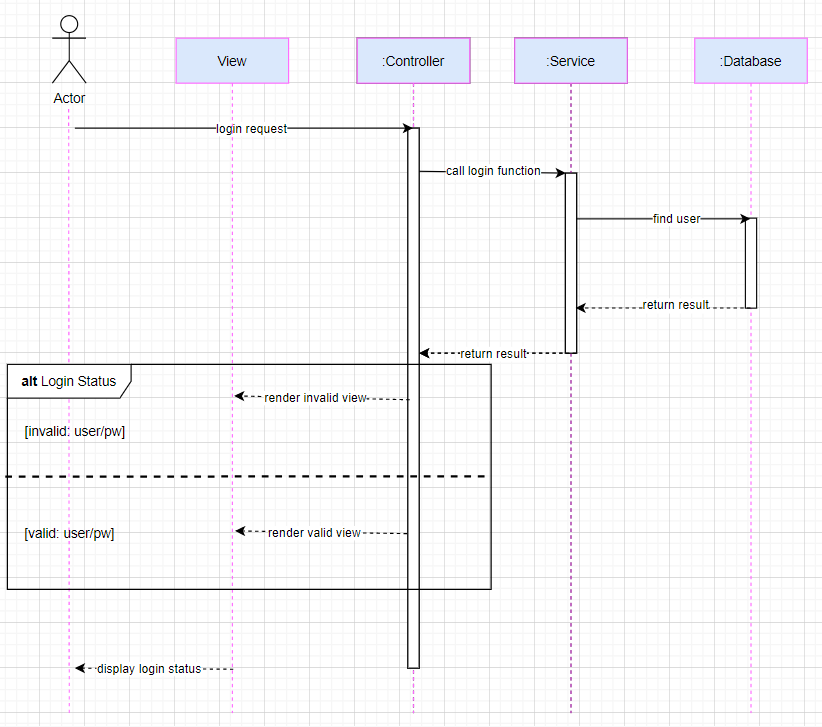 View
:Controller
:Service
:Database
Actor
login request
call login function
find user
return result
return result
alt Login Status
render invalid view
[invalid: user/pw]
[valid: user/pw]
render valid view
display login status